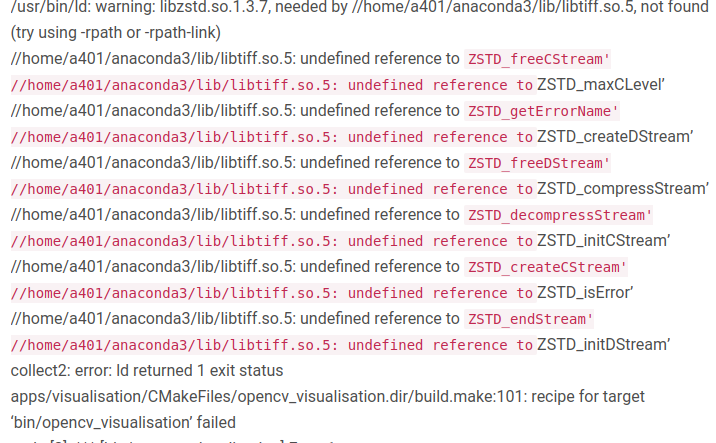 /usr/bin/ld: warning: libzstd.so.1.3.7, needed by //home/a401/anaconda3/lib/libtiff.so.5, not found
(try using -rpath or -rpath-link)
//home/a401/anaconda3/lib/libtiff.so.5: undefined reference to ZSTD_freeCStream'
//home/a401/anaconda3/lib/libtiff.so.5: undefined reference to ZSTD_maxCLevel’
//home/a401/anaconda3/lib/libtiff.so.5: undefined reference to ZSTD_getErrorName'
//home/a401/anaconda3/lib/libtiff.so.5: undefined reference to ZSTD_createDStream’
//home/a401/anaconda3/lib/libtiff.so.5: undefined reference to ZSTD_freeDStream'
//home/a401/anaconda3/lib/libtiff.so.5: undefined reference to ZSTD_compressStream’
//home/a401/anaconda3/lib/libtiff.so.5: undefined reference to ZSTD_decompressStream'
//home/a401/anaconda3/lib/libtiff.so.5: undefined reference to ZSTD_initCStream’
//home/a401/anaconda3/lib/libtiff.so.5: undefined reference to ZSTD_createCStream'
//home/a401/anaconda3/lib/libtiff.so.5: undefined reference to ZSTD_isError’
//home/a401/anaconda3/lib/libtiff.so.5: undefined reference to ZSTD_endStream'
//home/a401/anaconda3/lib/libtiff.so.5: undefined reference to ZSTD_initDStream’
collect2: error: ld returned 1 exit status
apps/visualisation/CMakeFiles/opencv_visualisation.dir/build.make:101: recipe for target
‘bin/opencv_visualisation’ failed